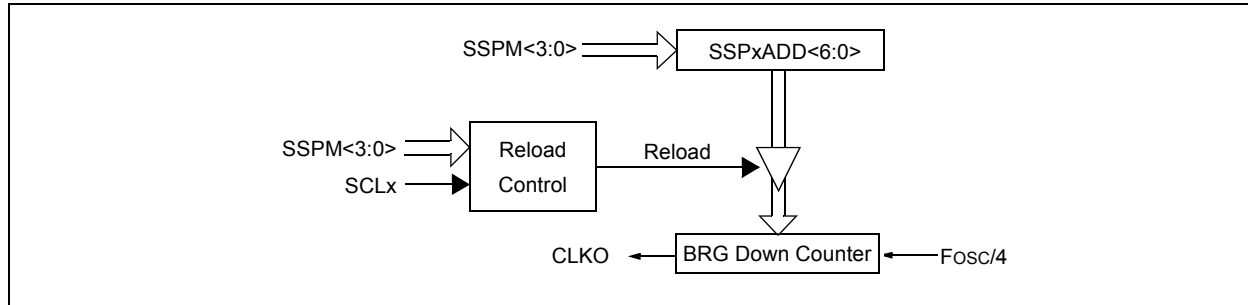 SSPM<3:0>
SSPxADD<6:0>
SSPM<3:0>
SCLx
Reload
Control
Reload
CLKO
BRG Down Counter
FOSC/4